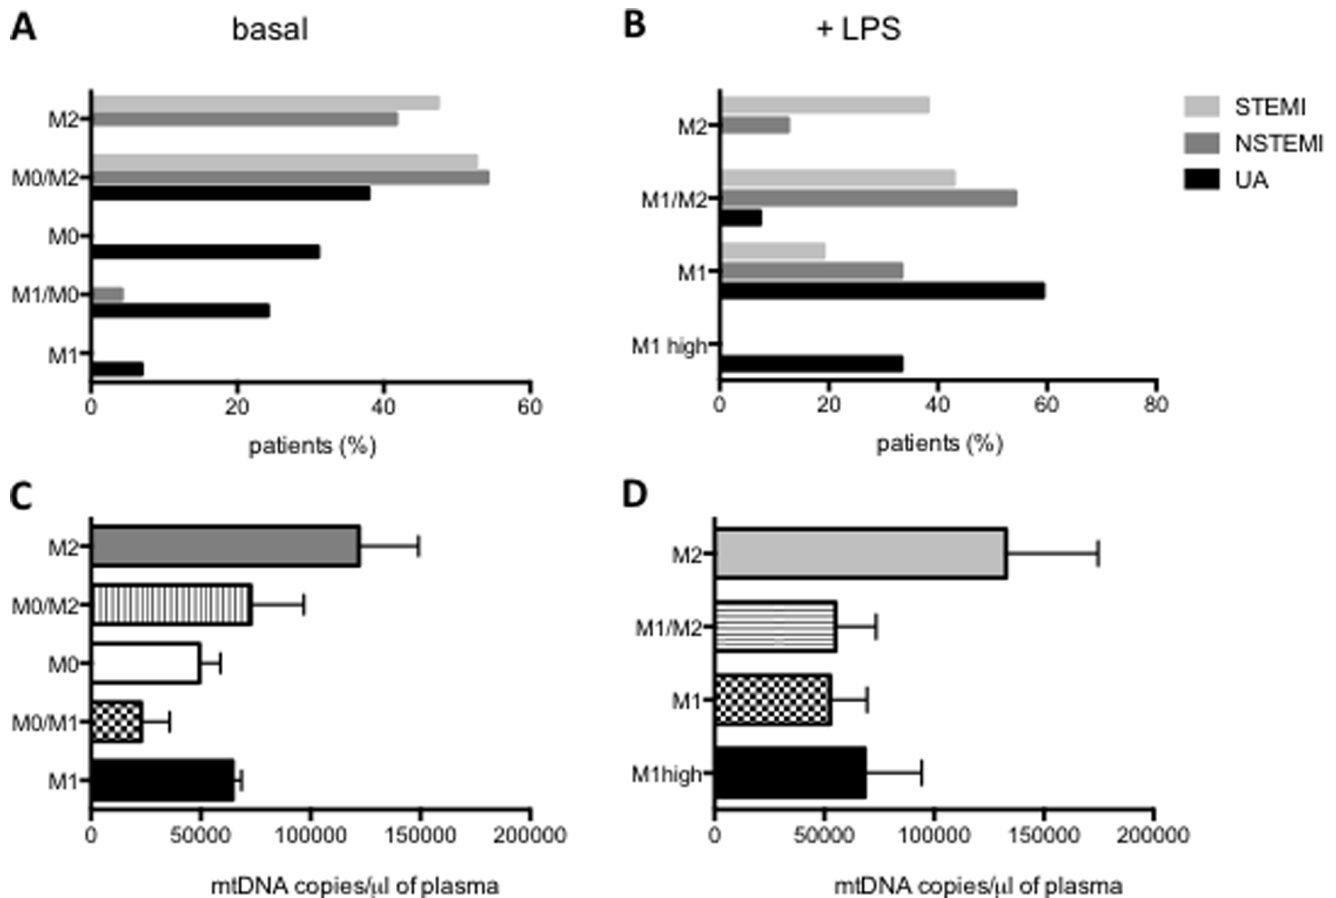 A
basal
M2
M0/M2
M0
M1/M0
M1
0 20 40 60
patients (%)
B
+ LPS
M2
M1/M2
M1
M1 high
0 20 40 60 80
patients (%)
STEMI
NSTEMI
UA
C
M2
M0/M2
M0
M0/M1
M1
0 50000 100000 150000 200000
mtDNA copies/µl of plasma
D
M2
M1/M2
M1
M1high
0 50000 100000 150000 200000
mtDNA copies/µl of plasma